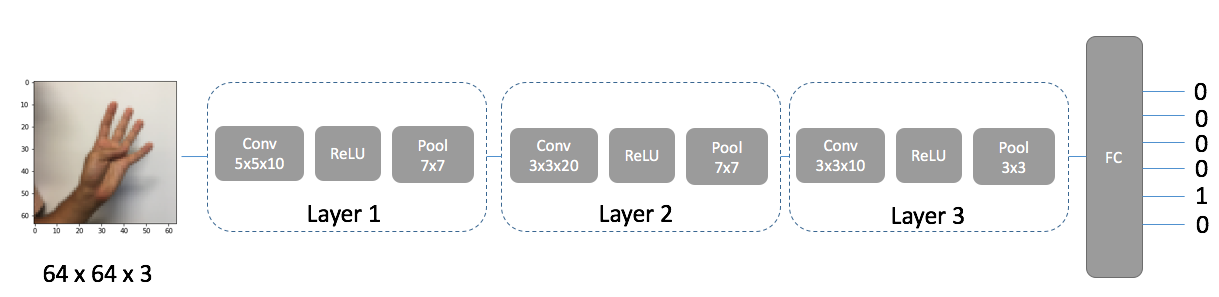 0
10
20
30
40
50
60
0 10 20 30 40 50 60
64 x 64 x 3
Conv
5x5x10
ReLU
Pool
7x7
Layer 1
Conv
3x3x20
ReLU
Pool
7x7
Layer 2
Conv
3x3x10
ReLU
Pool
3x3
Layer 3
FC
0
0
0
0
1
0